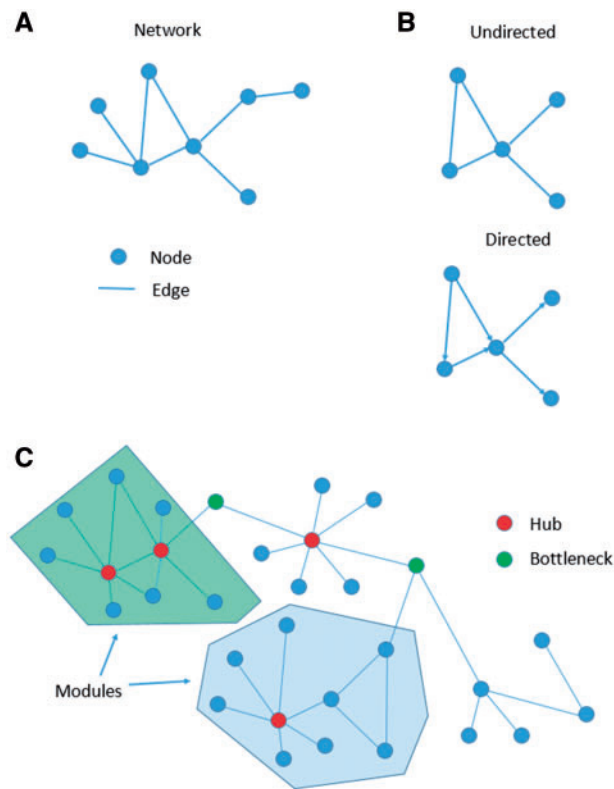 A
Network
Node
Edge
B
Undirected
Directed
C
Hub
Bottleneck
Modules